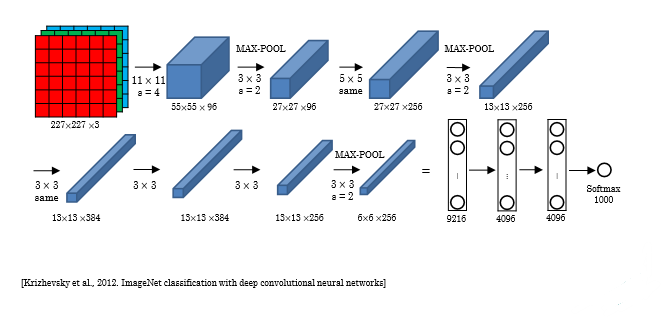 MAX-POOL
MAX-POOL
11 × 11
s = 4
3 × 3
s = 2
5 × 5
same
3 × 3
s = 2
227×227 ×3
55×55 × 96
27×27 ×96
27×27 ×256
13×13 ×256
MAX-POOL
3 × 3
same
3 × 3
3 × 3
3 × 3
s = 2
=
13×13 ×384
13×13 ×384
13×13 ×256
6×6 ×256
9216
4096
4096
Softmax
1000
[Krizhevsky et al., 2012. ImageNet classification with deep convolutional neural networks]